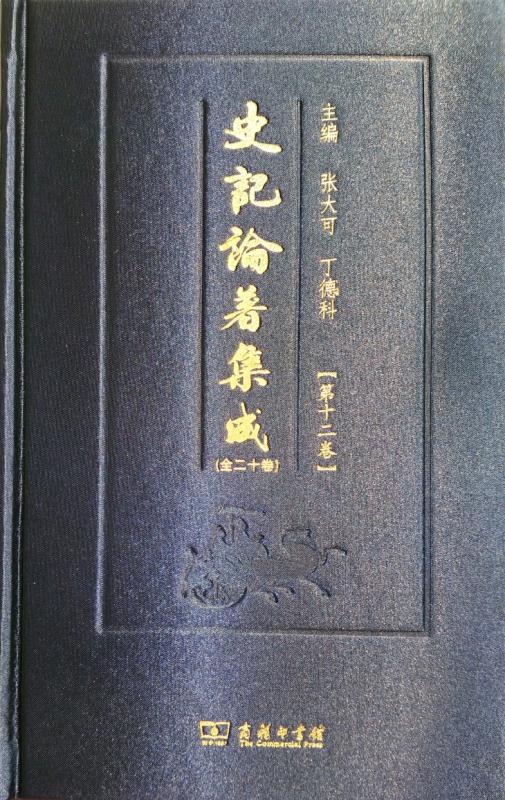 主编 张大可 丁德科 [第十二卷]
史記論著集成
(全二十卷)
商務印書館
The Commercial Press